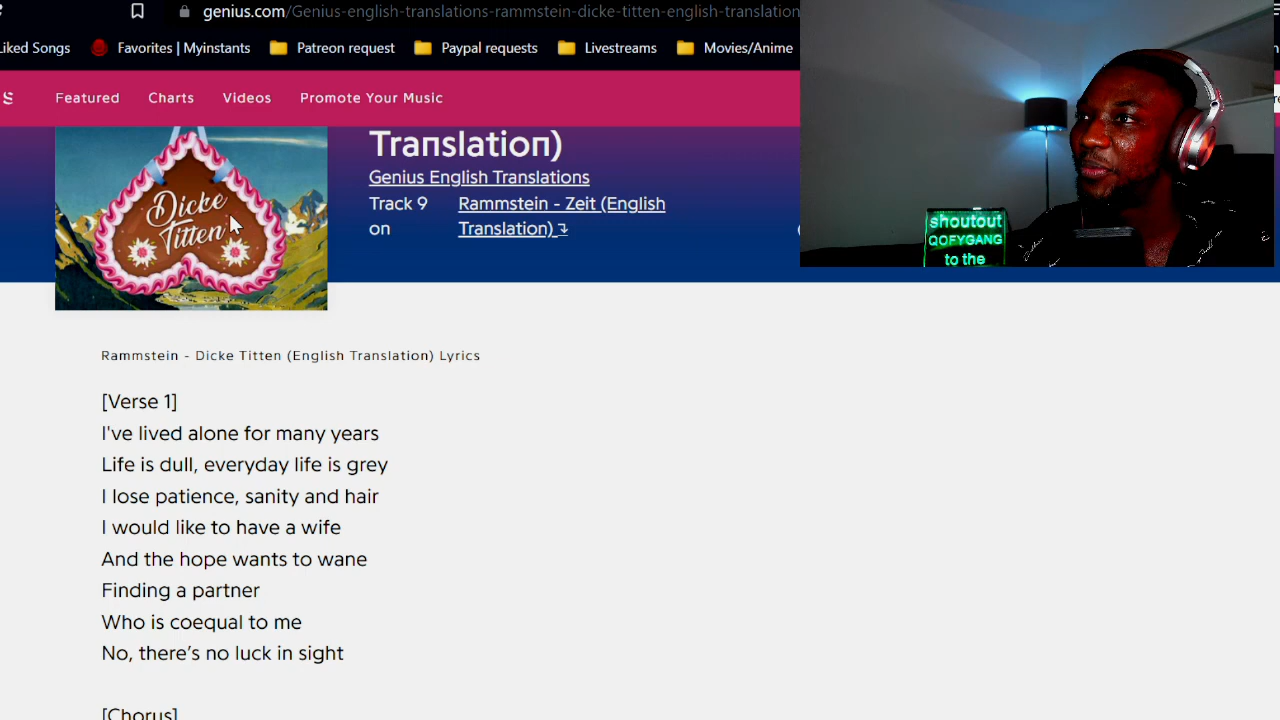 genius.com/Genius-english-translations-rammstein-dicke-titten-english-translation
Liked Songs
Favorites | Myinstants
Patreon request
Paypal requests
Livestreams
Movies/Anime
S
Featured
Charts
Videos
Promote Your Music
Dicke
Titten
Translation)
Genius English Translations
Track 9
on
Rammstein - Zeit (English
Translation)
shoutout
QOFYGANG
to the
Rammstein - Dicke Titten (English Translation) Lyrics
[Verse 1]
I've lived alone for many years
Life is dull, everyday life is grey
I lose patience, sanity and hair
I would like to have a wife
And the hope wants to wane
Finding a partner
Who is coequal to me
No, there's no luck in sight
[Chorus]